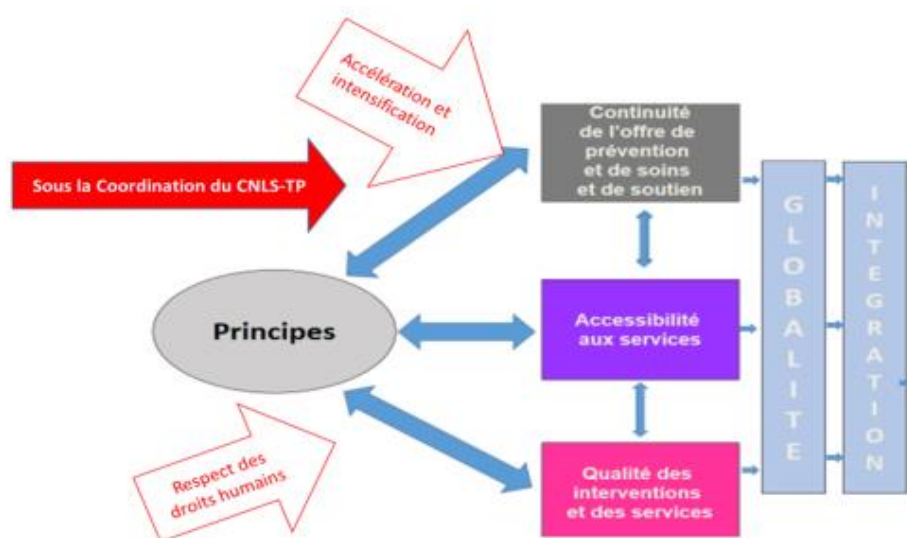 Accélération et
intensification
Sous la Coordination du CNLS-TP
Continuité
de l'offre de
prévention
et de soins
et de soutien
Principes
Accessibilité
aux services
Respect des
droits humains
Qualité des
interventions
et des services
GLOBALITE
INTEGRATION